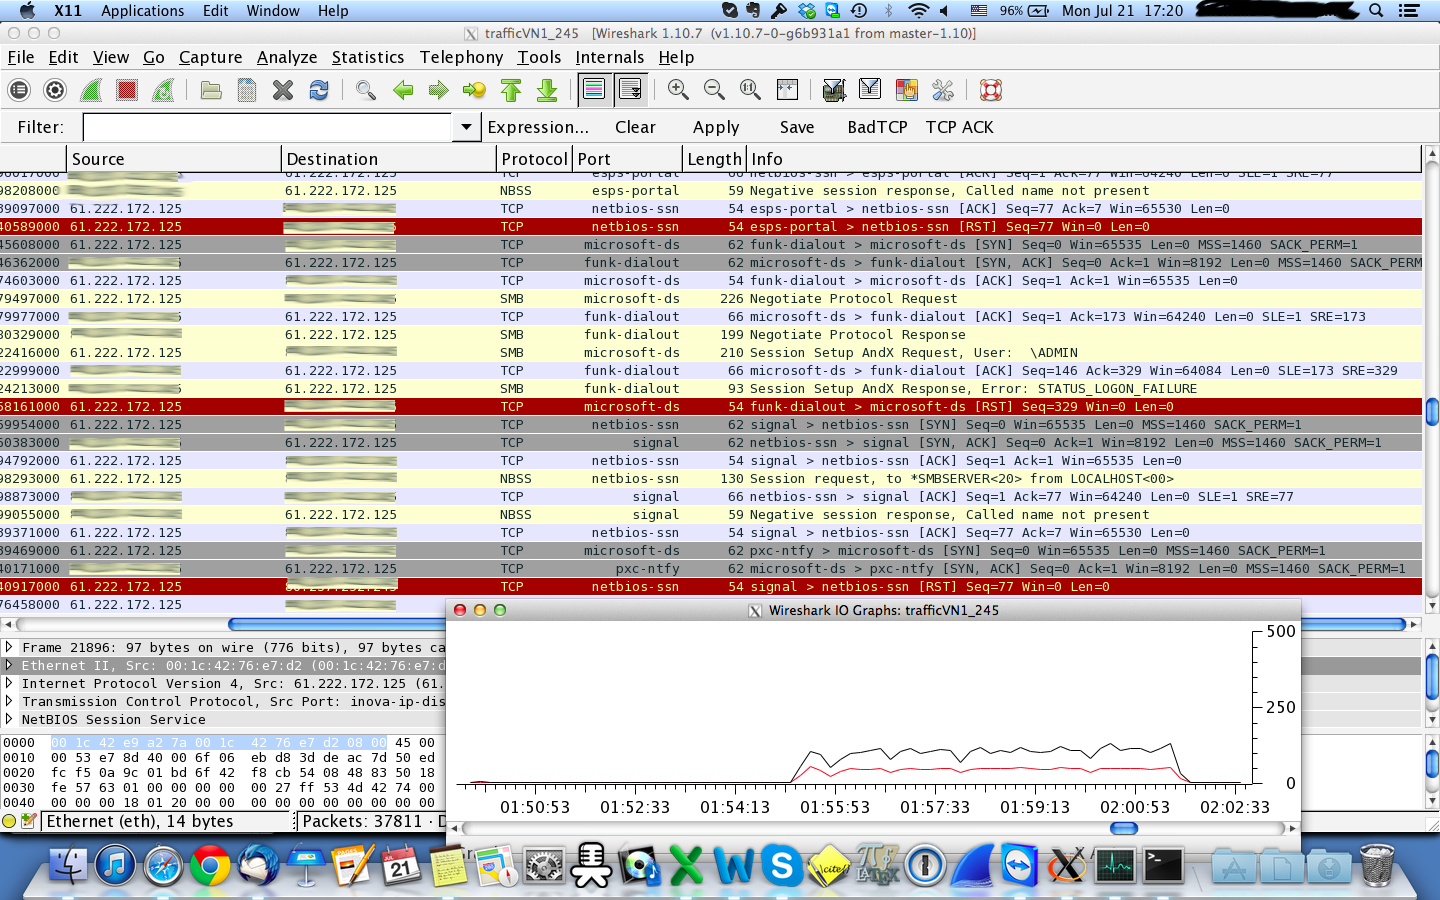 X11 Applications Edit Window Help 96% Mon Jul 21 17:20
trafficVN1_245 [Wireshark 1.10.7 (v1.10.7-0-g6b931a1 from master-1.10)]
File Edit View Go Capture Analyze Statistics Telephony Tools Internals Help
Filter: Expression... Clear Apply Save BadTCP TCP ACK
Source Destination Protocol Port Length Info
61.222.172.125 TCP esps-portal 66 netbios-ssn > esps-portal [ACK] Seq=1 Ack=77 Win=64240 Len=0 SLE=1 SRE=77
98208000 61.222.172.125 NBSS esps-portal 59 Negative session response, Called name not present
39097000 61.222.172.125 TCP netbios-ssn 54 esps-portal > netbios-ssn [ACK] Seq=77 Ack=7 Win=65530 Len=0
40589000 61.222.172.125 TCP netbios-ssn 54 esps-portal > netbios-ssn [RST] Seq=77 Win=0 Len=0
45608000 61.222.172.125 TCP microsoft-ds 62 funk-dialout > microsoft-ds [SYN] Seq=0 Win=65535 Len=0 MSS=1460 SACK_PERM=1
46362000 61.222.172.125 TCP funk-dialout 62 microsoft-ds > funk-dialout [SYN, ACK] Seq=0 Ack=1 Win=8192 Len=0 MSS=1460 SACK_PERM
74603000 61.222.172.125 TCP microsoft-ds 54 funk-dialout > microsoft-ds [ACK] Seq=1 Ack=1 Win=65535 Len=0
79497000 61.222.172.125 SMB microsoft-ds 226 Negotiate Protocol Request
79977000 61.222.172.125 TCP funk-dialout 66 microsoft-ds > funk-dialout [ACK] Seq=1 Ack=173 Win=64240 Len=0 SLE=1 SRE=173
80329000 61.222.172.125 SMB funk-dialout 199 Negotiate Protocol Response
22416000 61.222.172.125 SMB microsoft-ds 210 Session Setup AndX Request, User: \ADMIN
22999000 61.222.172.125 TCP funk-dialout 66 microsoft-ds > funk-dialout [ACK] Seq=146 Ack=329 Win=64084 Len=0 SLE=173 SRE=329
24213000 61.222.172.125 SMB funk-dialout 93 Session Setup AndX Response, Error: STATUS_LOGON_FAILURE
58161000 61.222.172.125 TCP microsoft-ds 54 funk-dialout > microsoft-ds [RST] Seq=329 Win=0 Len=0
59954000 61.222.172.125 TCP netbios-ssn 62 signal > netbios-ssn [SYN] Seq=0 Win=65535 Len=0 MSS=1460 SACK_PERM=1
60383000 61.222.172.125 TCP signal 62 netbios-ssn > signal [SYN, ACK] Seq=0 Ack=1 Win=8192 Len=0 MSS=1460 SACK_PERM=1
94792000 61.222.172.125 TCP netbios-ssn 54 signal > netbios-ssn [ACK] Seq=1 Ack=1 Win=65535 Len=0
98293000 61.222.172.125 NBSS netbios-ssn 130 Session request, to *SMBSERVER<20> from LOCALHOST<00>
98873000 61.222.172.125 TCP signal 66 netbios-ssn > signal [ACK] Seq=1 Ack=77 Win=64240 Len=0 SLE=1 SRE=77
99055000 61.222.172.125 NBSS signal 59 Negative session response, Called name not present
39371000 61.222.172.125 TCP netbios-ssn 54 signal > netbios-ssn [ACK] Seq=77 Ack=7 Win=65530 Len=0
39469000 61.222.172.125 TCP microsoft-ds 62 pxc-ntfy > microsoft-ds [SYN] Seq=0 Win=65535 Len=0 MSS=1460 SACK_PERM=1
40171000 61.222.172.125 TCP pxc-ntfy 62 microsoft-ds > pxc-ntfy [SYN, ACK] Seq=0 Ack=1 Win=8192 Len=0 MSS=1460 SACK_PERM=1
40917000 61.222.172.125 TCP netbios-ssn 54 signal > netbios-ssn [RST] Seq=77 Win=0 Len=0
76458000 61.222.172.125
Wireshark IO Graphs: trafficVN1_245
500
250
0
01:50:53 01:52:33 01:54:13 01:55:53 01:57:33 01:59:13 02:00:53 02:02:33
Frame 21896: 97 bytes on wire (776 bits), 97 bytes ca
Ethernet II, Src: 00:1c:42:76:e7:d2 (00:1c:42:76:e7:d
Internet Protocol Version 4, Src: 61.222.172.125 (61.
Transmission Control Protocol, Src Port: inova-ip-dis
NetBIOS Session Service
0000 00 1c 42 e9 a2 7a 00 1c 42 76 e7 d2 08 00 45 00
0010 00 53 e7 8d 40 00 6f 06 eb d8 3d de ac 7d 50 ed
0020 fc f5 0a 9c 01 bd 6f 42 f8 cb 54 08 48 83 50 18
0030 fe 57 63 01 00 00 00 00 00 27 ff 53 4d 42 74 00
0040 00 00 00 18 01 20 00 00 00 00 00 00 00 00 00 00
Ethernet (eth), 14 bytes Packets: 37811 · D
21